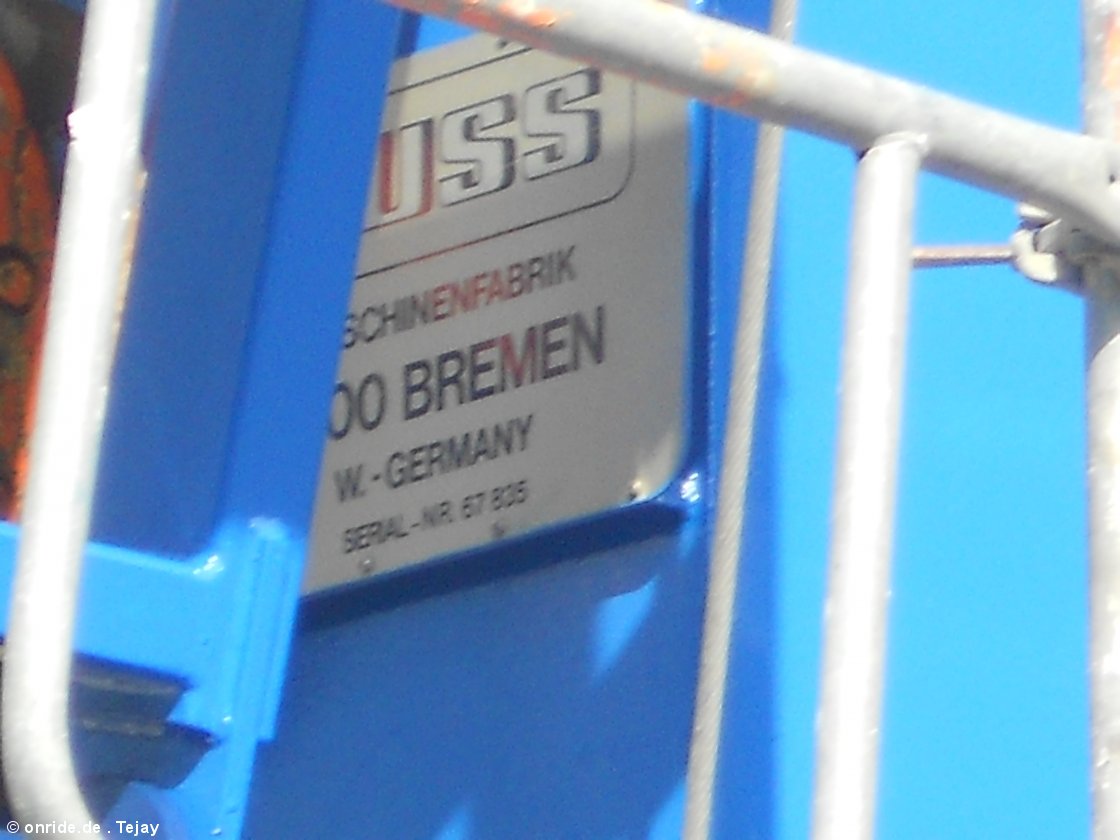 USS
SCHINENFABRIK
00 BREMEN
W.-GERMANY
SERIAL-NR. 67 835
© onride.de . Tejay